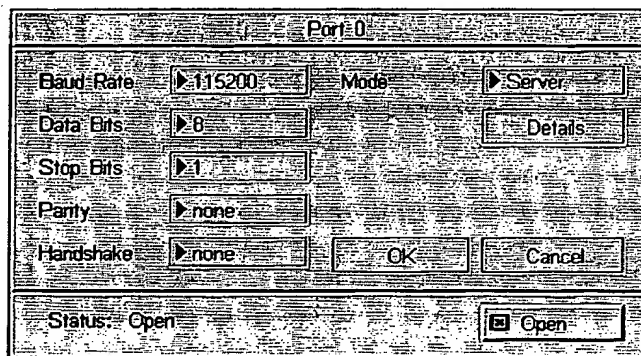 Port 0
Baud Rate 115200 Mode Server
Data Bits 8 Details
Stop Bits 1
Parity none
Handshake none OK Cancel
Status: Open Open